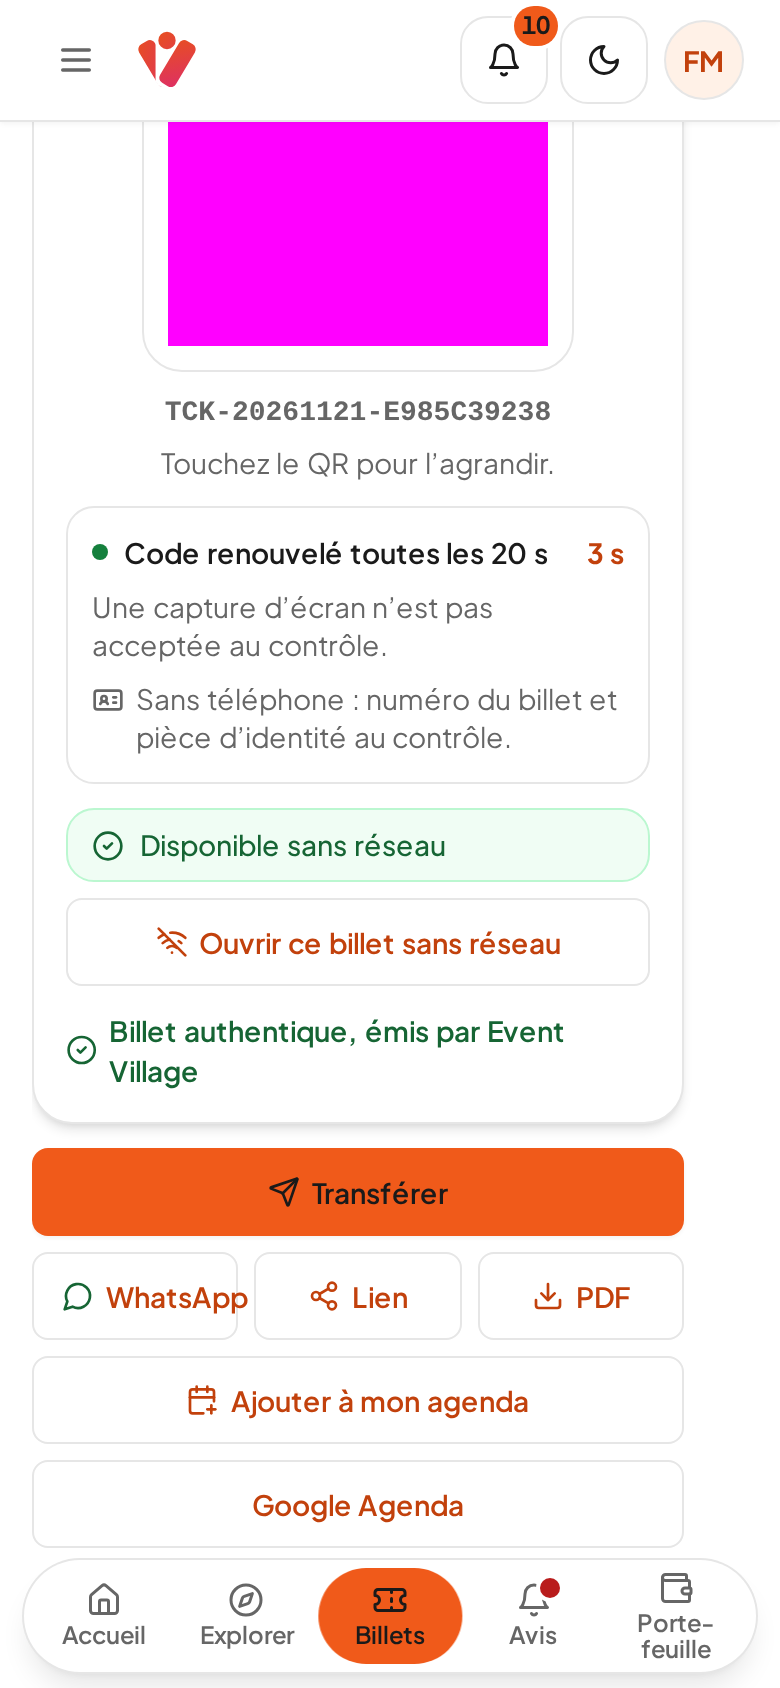 10
FM
TCK-20261121-E985C39238
Touchez le QR pour l’agrandir.
Code renouvelé toutes les 20 s 3 s
Une capture d’écran n’est pas
acceptée au contrôle.
Sans téléphone : numéro du billet et
pièce d’identité au contrôle.
Disponible sans réseau
Ouvrir ce billet sans réseau
Billet authentique, émis par Event
Village
Transférer
WhatsApp Lien PDF
Ajouter à mon agenda
Google Agenda
Accueil Explorer Billets Avis Porte-
feuille